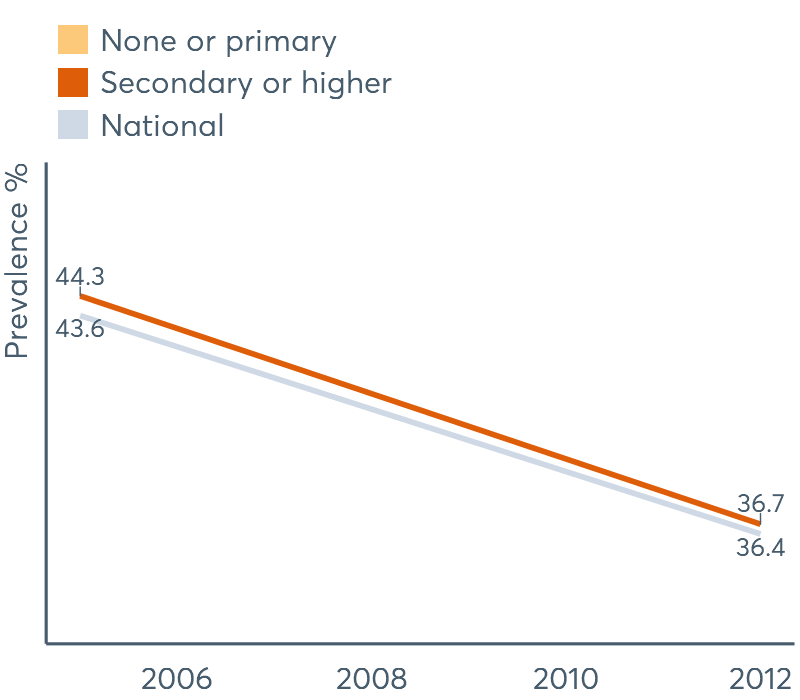 None or primary
Secondary or higher
National
Prevalence %
44.3
43.6
36.7
36.4
2006 2008 2010 2012